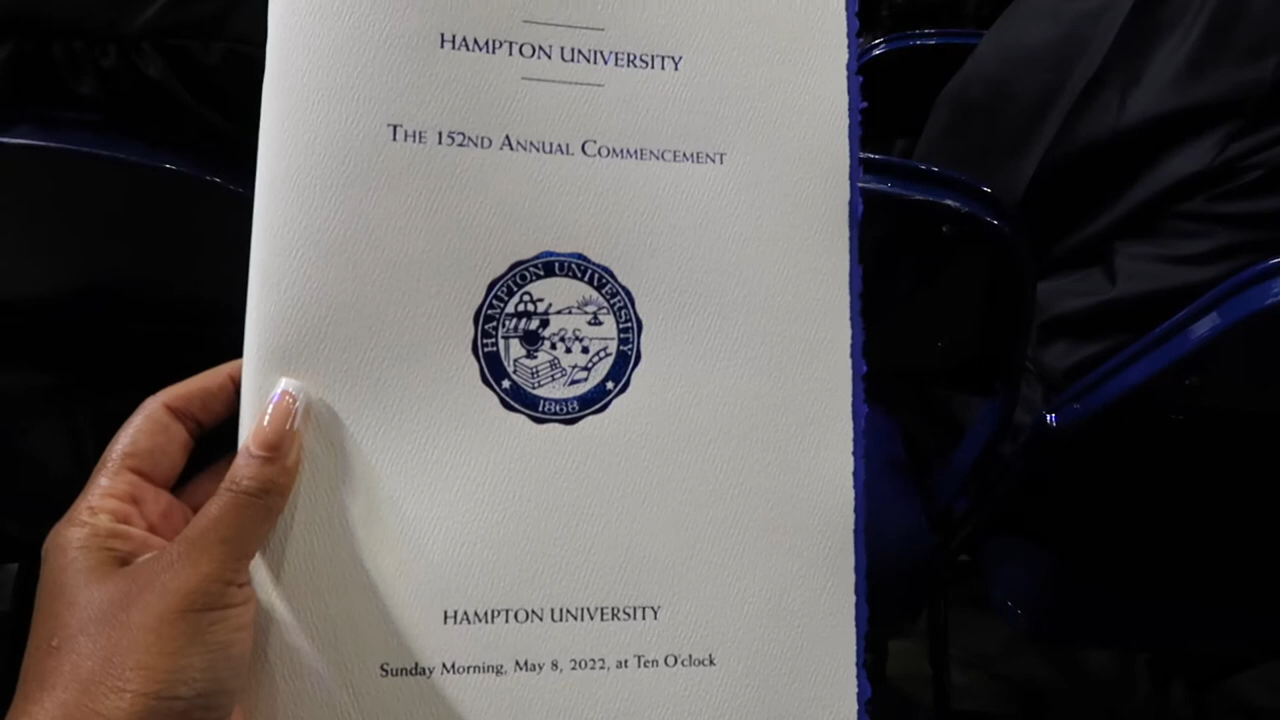 HAMPTON UNIVERSITY
THE 152ND ANNUAL COMMENCEMENT
HAMPTON UNIVERSITY
1868
HAMPTON UNIVERSITY
Sunday Morning, May 8, 2022, at Ten O'clock